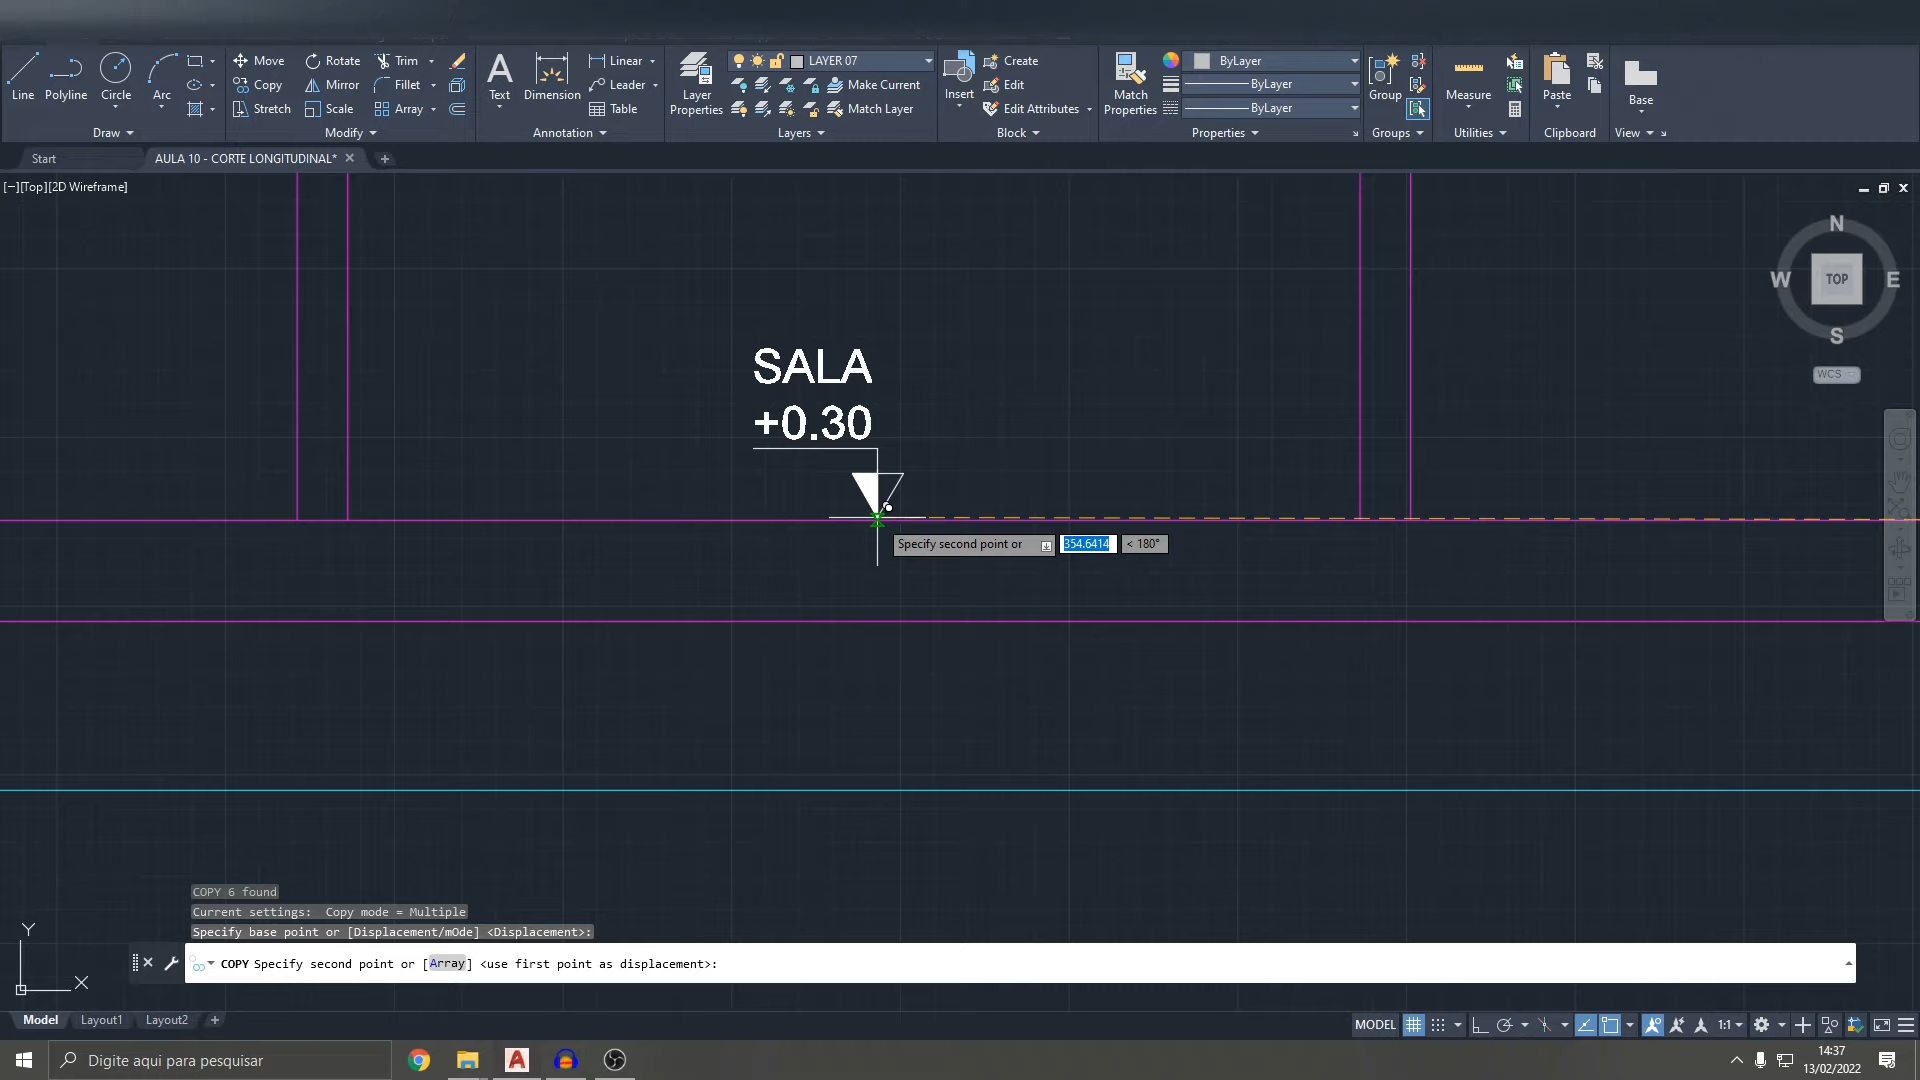 Line
Polyline
Circle
Arc
Move
Rotate
Trim
Copy
Mirror
Fillet
Stretch
Scale
Array
Text
Dimension
Linear
Leader
Table
Layer
Properties
LAYER 07
Make Current
Match Layer
Insert
Create
Edit
Edit Attributes
Match
Properties
ByLayer
ByLayer
ByLayer
Group
Measure
Paste
Base
Draw
Modify
Annotation
Layers
Block
Properties
Groups
Utilities
Clipboard
View
Start
AULA 10 - CORTE LONGITUDINAL*
[−][Top][2D Wireframe]
N
W
TOP
E
S
WCS
SALA
+0.30
Specify second point or
354.6414
< 180°
COPY 6 found
Current settings:  Copy mode = Multiple
Specify base point or [Displacement/mOde] <Displacement>:
COPY Specify second point or [Array] <use first point as displacement>:
Y
X
Model
Layout1
Layout2
MODEL
1:1
Digite aqui para pesquisar
14:37
13/02/2022